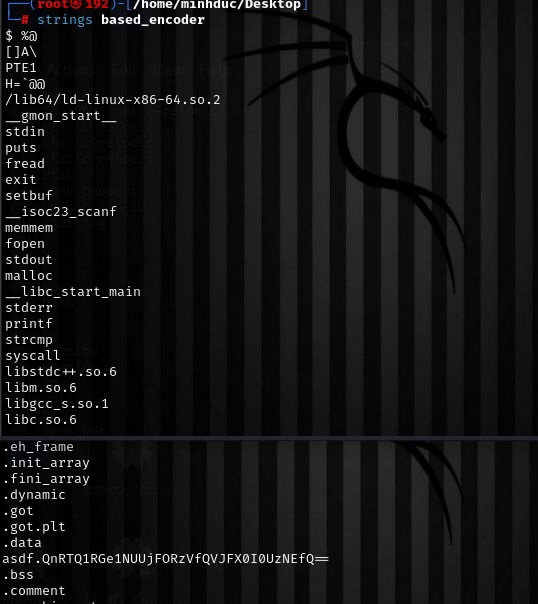 ┌──(root㉿192)-[/home/minhduc/Desktop]
└─# strings based_encoder
$ %@
[]A\
PTE1
H=`@@
/lib64/ld-linux-x86-64.so.2
__gmon_start__
stdin
puts
fread
exit
setbuf
__isoc23_scanf
memmem
fopen
stdout
malloc
__libc_start_main
stderr
printf
strcmp
syscall
libstdc++.so.6
libm.so.6
libgcc_s.so.1
libc.so.6
.eh_frame
.init_array
.fini_array
.dynamic
.got
.got.plt
.data
asdf.QnRTQ1RGe1NUUjFORzVfQVJFX0I0UzNEfQ==
.bss
.comment